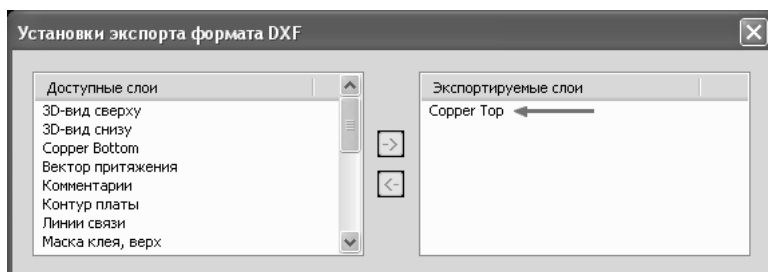 Установки экспорта формата DXF
Доступные слои
3D-вид сверху
3D-вид снизу
Copper Bottom
Вектор притяжения
Комментарии
Контур платы
Линии связи
Маска клея, верх
->
<-
Экспортируемые слои
Copper Top